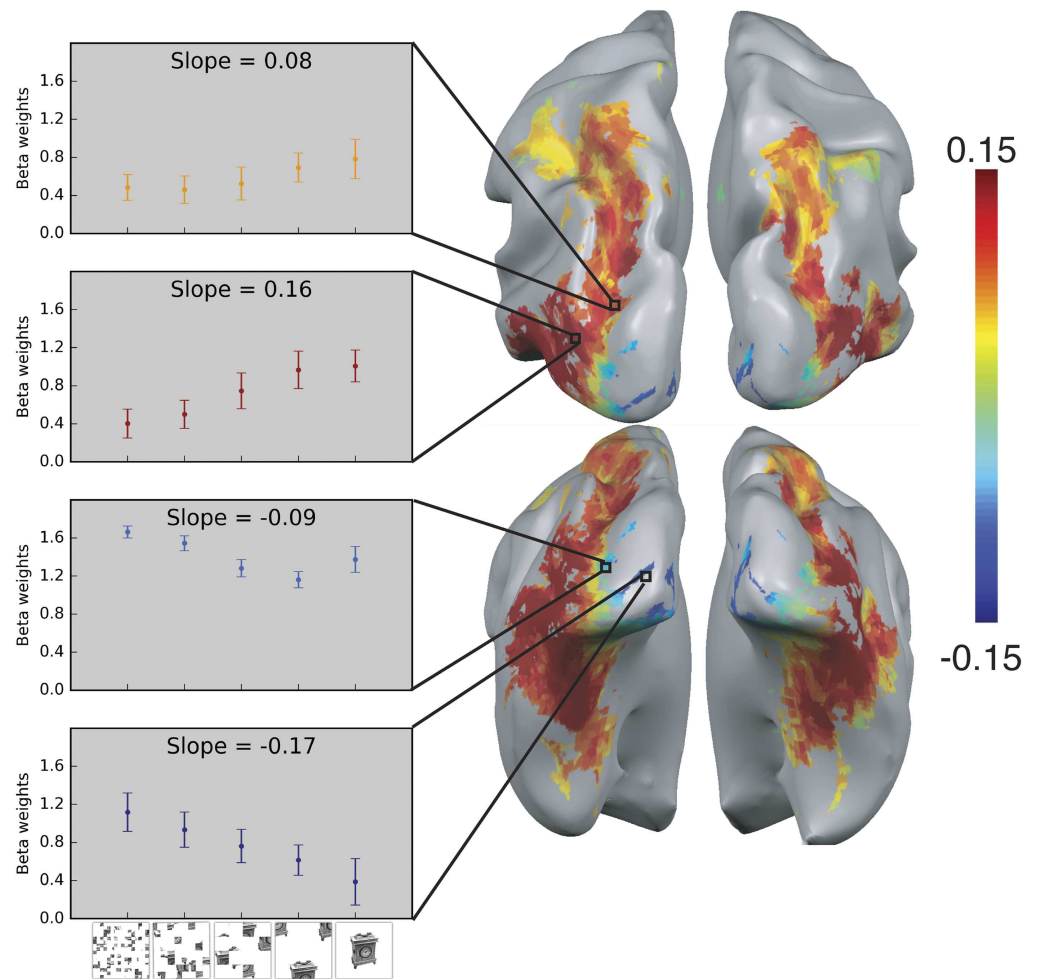 Slope = 0.08
Beta weights
1.6
1.2
0.8
0.4
0.0
Slope = 0.16
Beta weights
1.6
1.2
0.8
0.4
0.0
Slope = -0.09
Beta weights
1.6
1.2
0.8
0.4
0.0
Slope = -0.17
Beta weights
1.6
1.2
0.8
0.4
0.0
0.15
-0.15